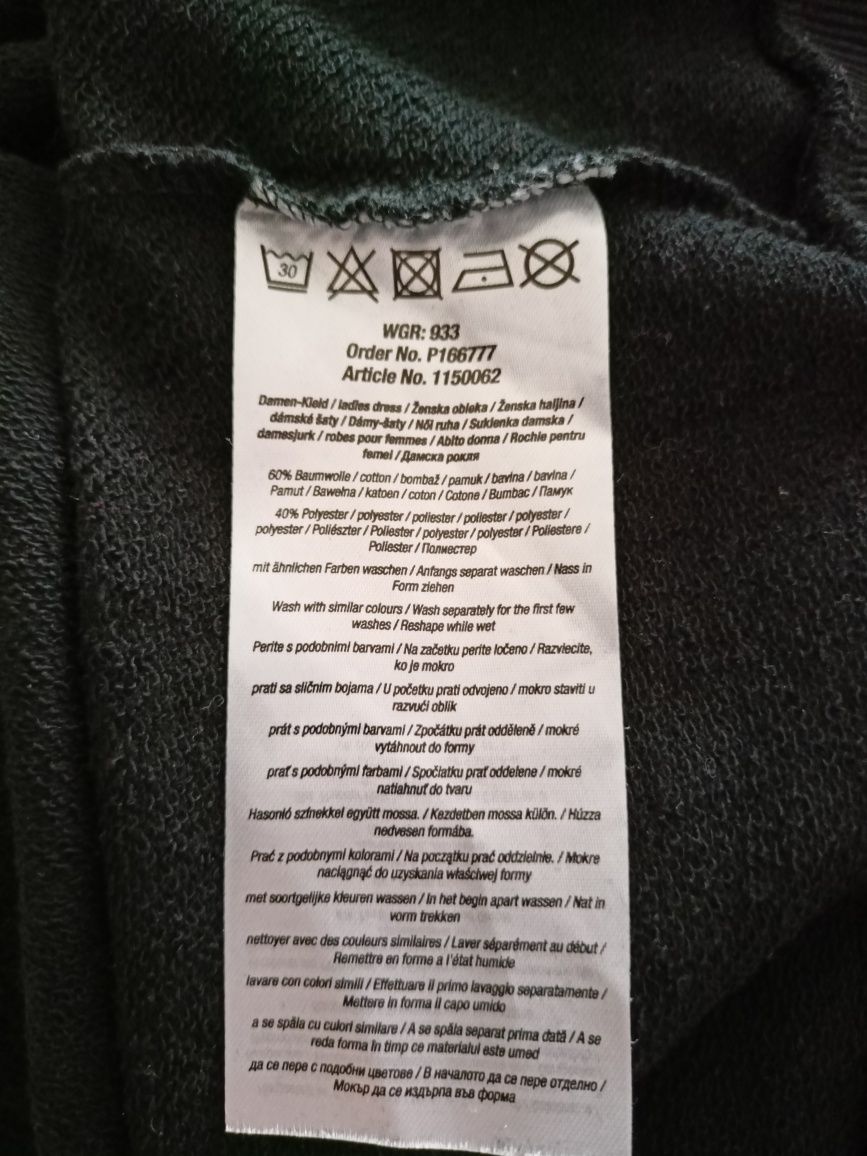 30
WGR: 933
Order No. P166777
Article No. 1150062
Damen-Kleid / ladies dress / Ženska obleka / Ženska haljina /
dámské šaty / Dámy-šaty / Női ruha / Sukienka damska /
damesjurk / robes pour femmes / Abito donna / Rochie pentru
femei / Дамска рокля
60% Baumwolle / cotton / bombaž / pamuk / bavlna / bavlna /
Pamut / Bawełna / katoen / coton / Cotone / Bumbac / Памук
40% Polyester / polyester / poliester / poliester / polyester /
polyester / Poliészter / Poliester / polyester / polyester / Poliestere /
Poliester / Полиестер
mit ähnlichen Farben waschen / Anfangs separat waschen / Nass in
Form ziehen
Wash with similar colours / Wash separately for the first few
washes / Reshape while wet
Perite s podobnimi barvami / Na začetku perite ločeno / Razvlecite,
ko je mokro
prati sa sličnim bojama / U početku prati odvojeno / mokro staviti u
razvući oblik
prát s podobnými barvami / Zpočátku prát odděleně / mokré
vytáhnout do formy
prať s podobnými farbami / Spočiatku prať oddelene / mokré
natiahnuť do tvaru
Hasonló színekkel együtt mossa. / Kezdetben mossa külön. / Húzza
nedvesen formába.
Prać z podobnymi kolorami / Na początku prać oddzielnie. / Mokre
naciągnąć do uzyskania właściwej formy
met soortgelijke kleuren wassen / In het begin apart wassen / Nat in
vorm trekken
nettoyer avec des couleurs similaires / Laver séparément au début /
Remettre en forme a l'état humide
lavare con colori simili / Effettuare il primo lavaggio separatamente /
Mettere in forma il capo umido
a se spăla cu culori similare / A se spăla separat prima dată / A se
reda forma în timp ce materialul este umed
да се пере с подобни цветове / В началото да се пере отделно /
Мокър да се издърпа във форма